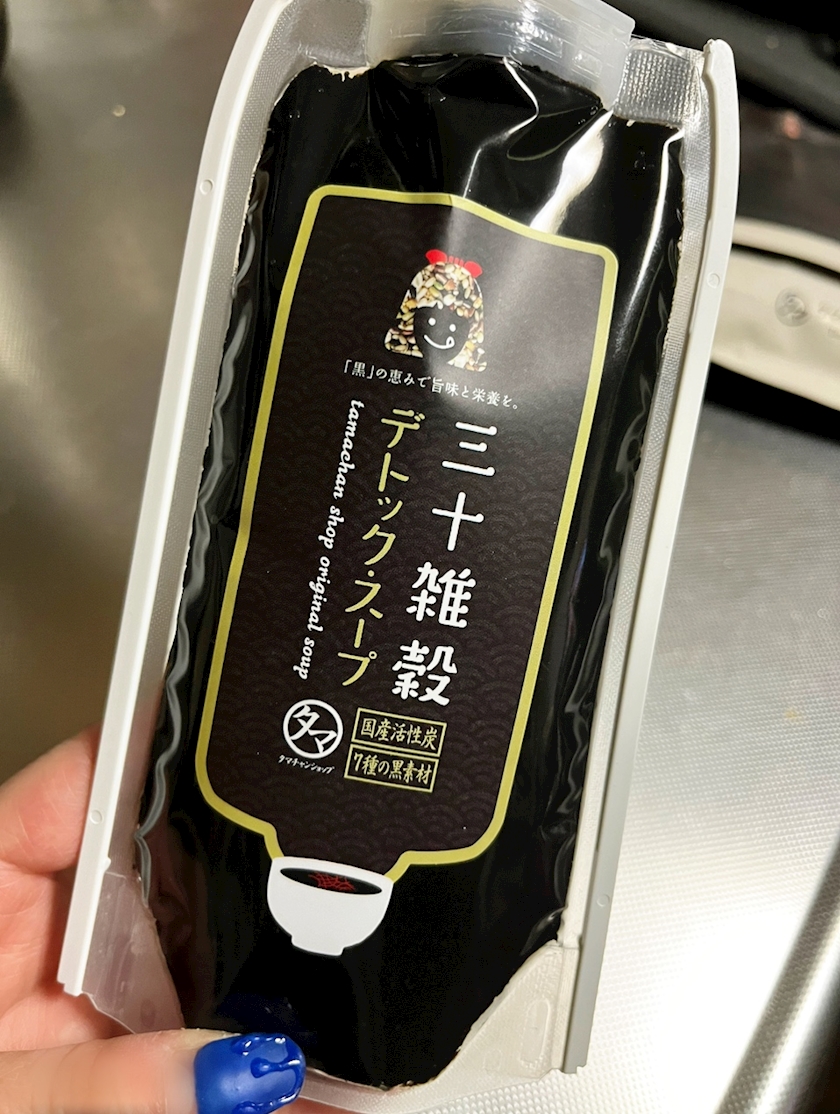 「黒」の恵みで旨味と栄養を。
三十雑穀
デトック・スープ
tamachan shop original soup
タマ
タマチャンショップ
国産活性炭
7種の黒素材